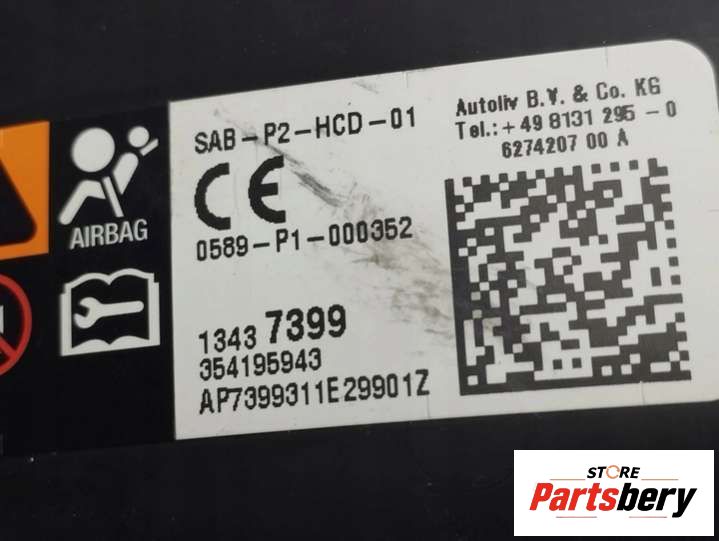 SAB-P2-HCD-01
Autoliv B.V. & Co. KG
Tel.:+49 8131 295-0
6274207 00 A
AIRBAG
CE
0589-P1-000352
1343 7399
354195943
AP7399311E29901Z
STORE
Partsbery